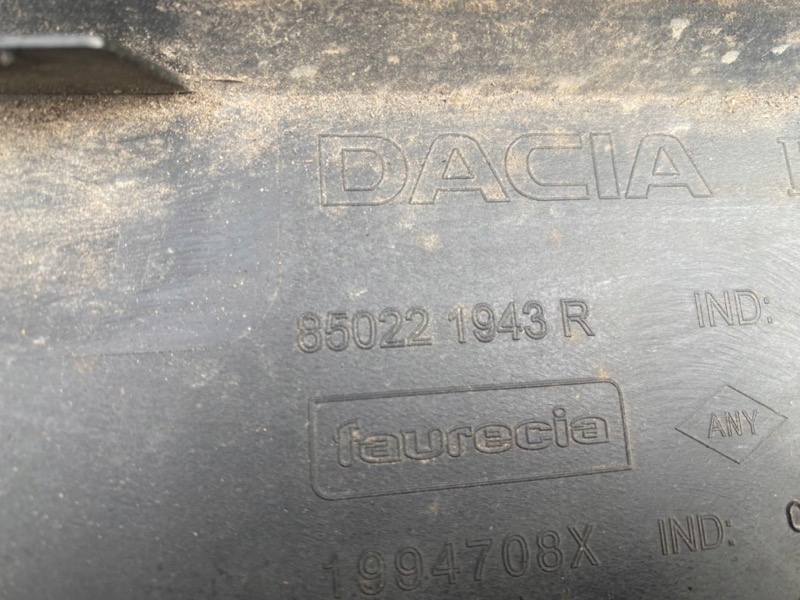 DACIA
85022 1943 R IND:
faurecia
ANY
1994708X IND: